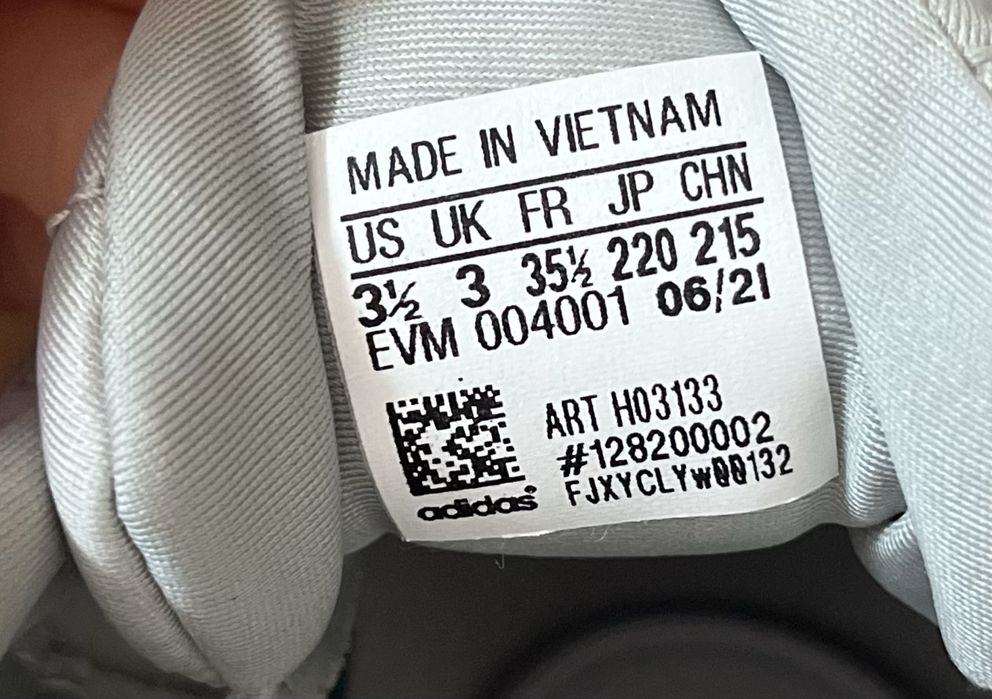 MADE IN VIETNAM
US UK FR JP CHN
3½ 3 35½ 220 215
EVM 004001 06/21
ART H03133
#128200002
adidas